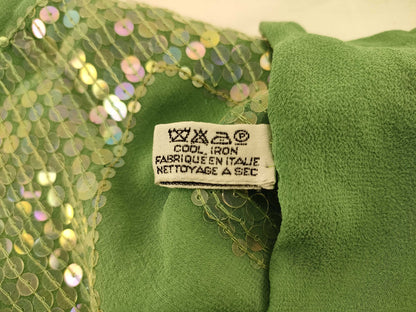 P
COOL, IRON
FABRIQUE EN ITALIE
NETTOYAGE A SEC